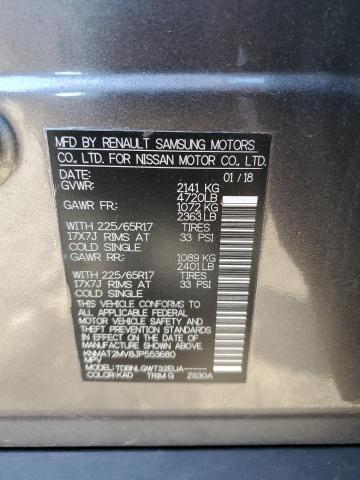 MFD BY RENAULT SAMSUNG MOTORS
CO., LTD. FOR NISSAN MOTOR CO., LTD.
DATE: 01/18
GVWR: 2141 KG
4720LB
GAWR FR: 1072 KG
2363LB
WITH 225/65R17 TIRES
17X7J RIMS AT 33 PSI
COLD SINGLE
GAWR RR: 1089 KG
2401LB
WITH 225/65R17 TIRES
17X7J RIMS AT 33 PSI
COLD SINGLE
THIS VEHICLE CONFORMS TO
ALL APPLICABLE FEDERAL
MOTOR VEHICLE SAFETY
AND THEFT PREVENTION
STANDARDS IN EFFECT ON
THE DATE OF MANUFACTURE
SHOWN ABOVE.
KNMAT2MV8JP553680
MPV
MODEL: TDBNLGWT32EUA
COLOR:KAD TRIM:G ZS30A